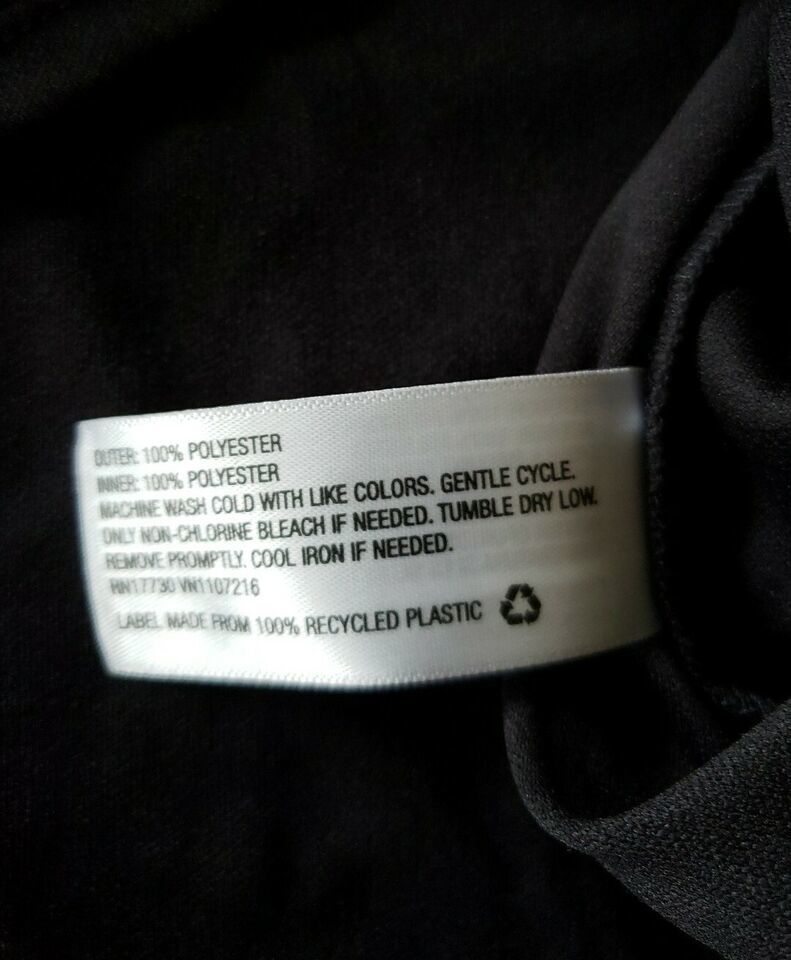 OUTER: 100% POLYESTER
INNER: 100% POLYESTER
MACHINE WASH COLD WITH LIKE COLORS. GENTLE CYCLE.
ONLY NON-CHLORINE BLEACH IF NEEDED. TUMBLE DRY LOW.
REMOVE PROMPTLY. COOL IRON IF NEEDED.
RN17730 VN1107216
LABEL MADE FROM 100% RECYCLED PLASTIC